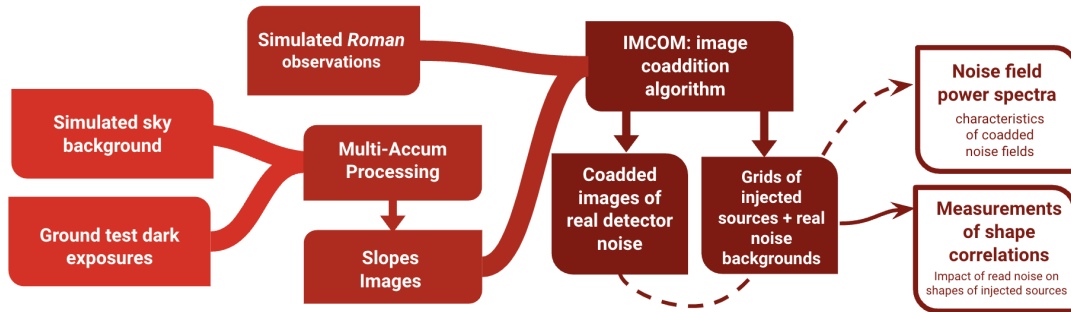 Simulated Roman
observations
Simulated sky
background
Ground test dark
exposures
Multi-Accum
Processing
Slopes
Images
IMCOM: image
coaddition
algorithm
Coadded
images of
real detector
noise
Grids of
injected
sources + real
noise
backgrounds
Noise field
power spectra
characteristics
of coadded
noise fields
Measurements
of shape
correlations
Impact of read noise on
shapes of injected sources